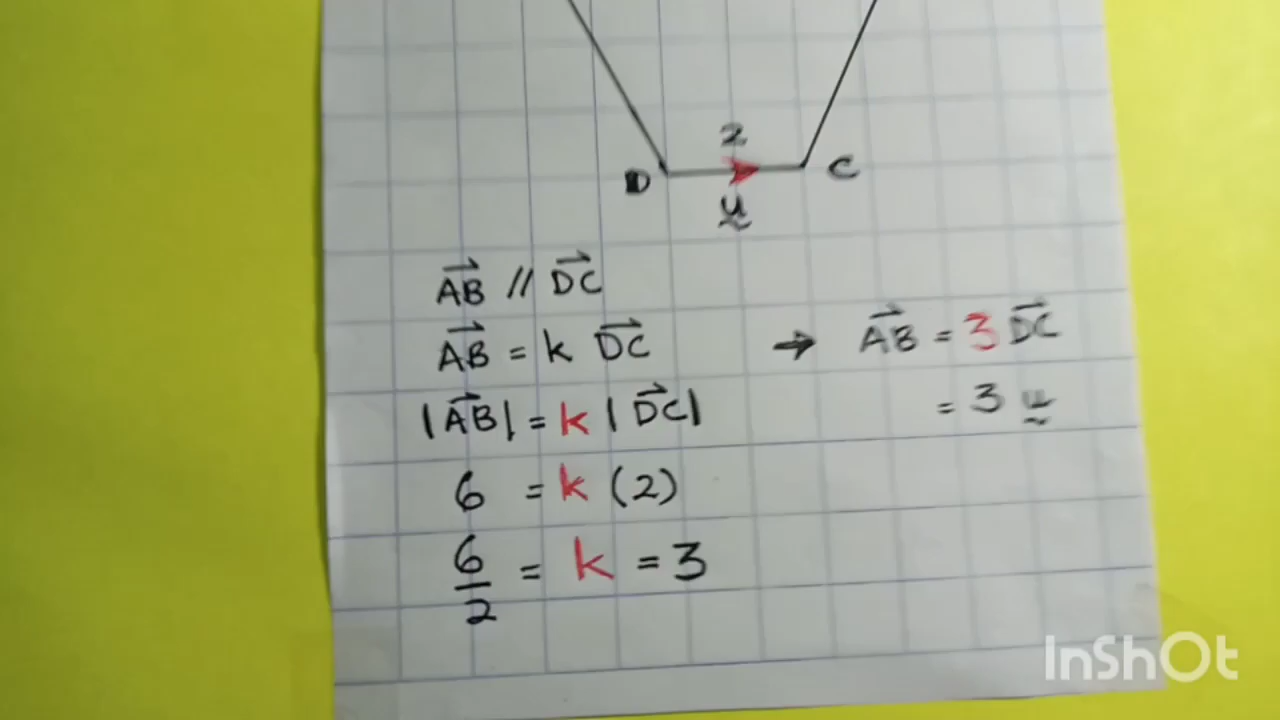 2
D
C
u
AB // DC
AB = k DC
|AB| = k |DC|
6 = k (2)
6/2 = k = 3
→ AB = 3 DC
= 3 u
InShOt